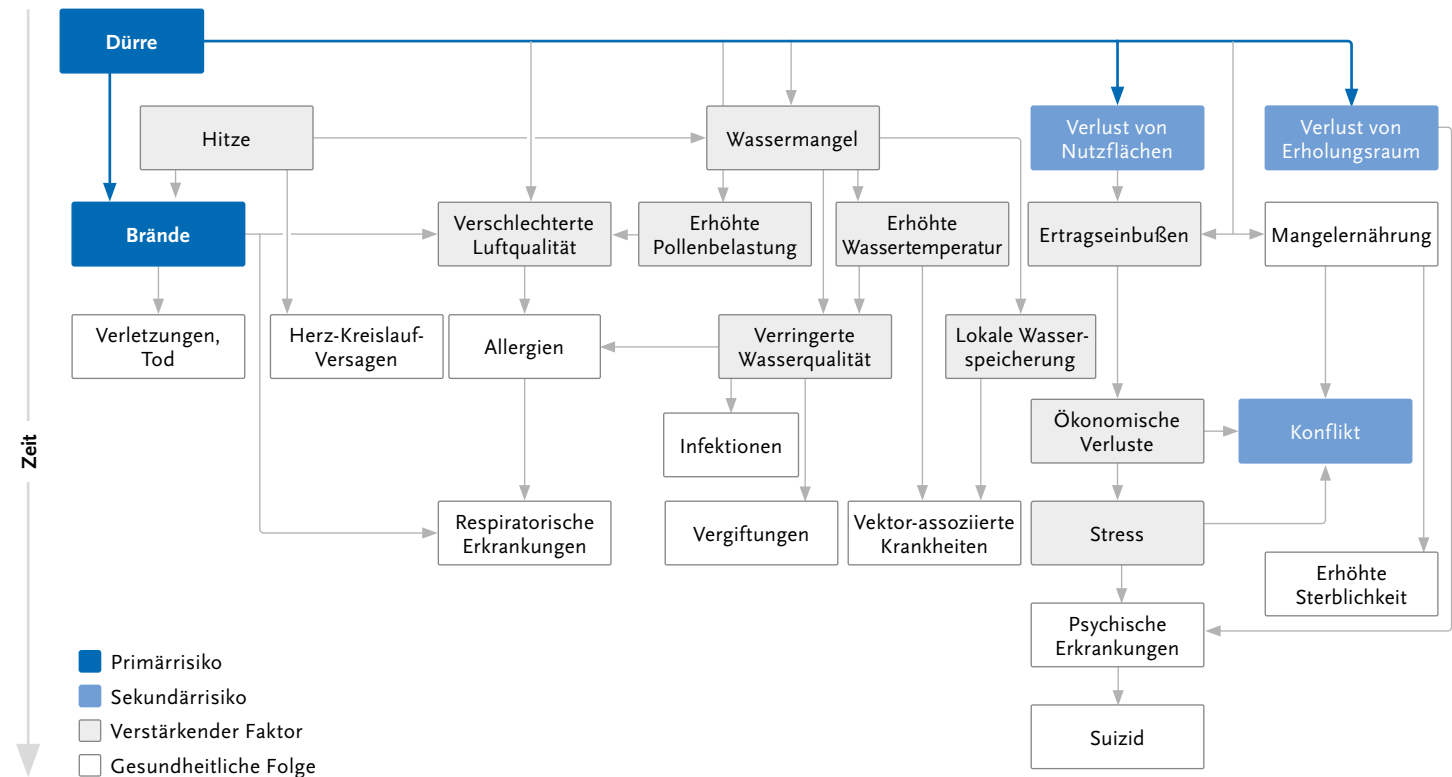 Dürre
Hitze
Wassermangel
Verlust von
Nutzflächen
Verlust von
Erholungsraum
Brände
Verschlechterte
Luftqualität
Erhöhte
Pollenbelastung
Erhöhte
Wassertemperatur
Ertragseinbußen
Mangelernährung
Verletzungen,
Tod
Herz-Kreislauf-
Versagen
Allergien
Verringerte
Wasserqualität
Lokale Wasser-
speicherung
Infektionen
Ökonomische
Verluste
Konflikt
Zeit
Respiratorische
Erkrankungen
Vergiftungen
Vektor-assoziierte
Krankheiten
Stress
Erhöhte
Sterblichkeit
Psychische
Erkrankungen
Suizid
Primärrisiko
Sekundärrisiko
Verstärkender Faktor
Gesundheitliche Folge